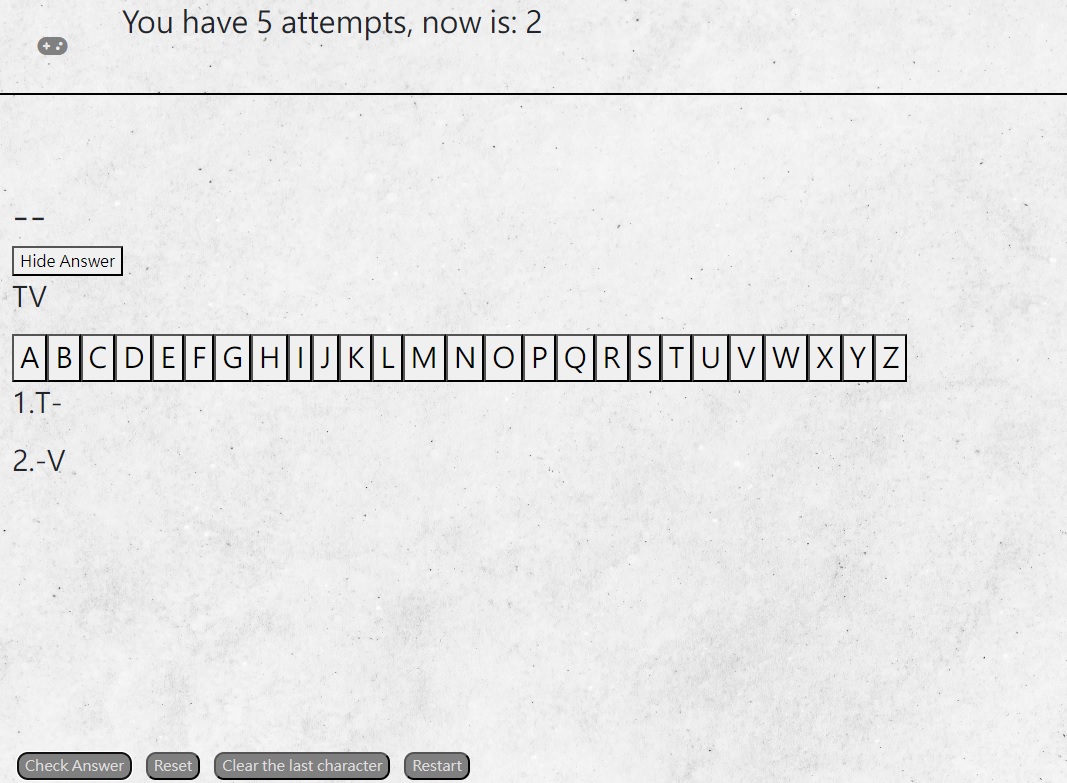 You have 5 attempts, now is: 2
--
Hide Answer
TV
A B C D E F G H I J K L M N O P Q R S T U V W X Y Z
1.T-
2.-V
Check Answer Reset Clear the last character Restart